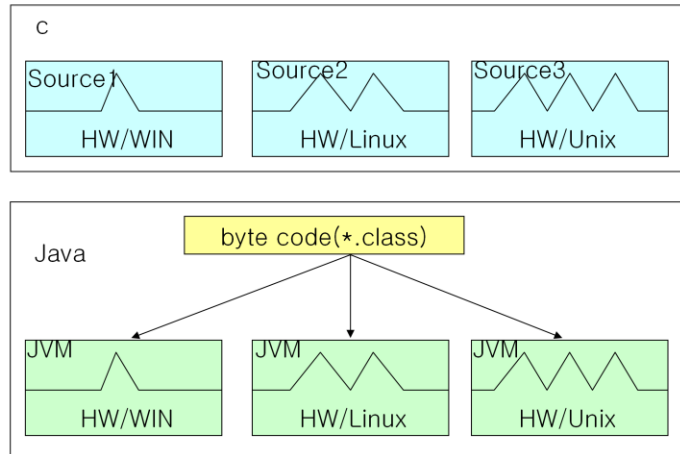 c
Source1
Source2
Source3
HW/WIN
HW/Linux
HW/Unix
byte code(*.class)
Java
JVM
JVM
JVM
HW/WIN
HW/Linux
HW/Unix